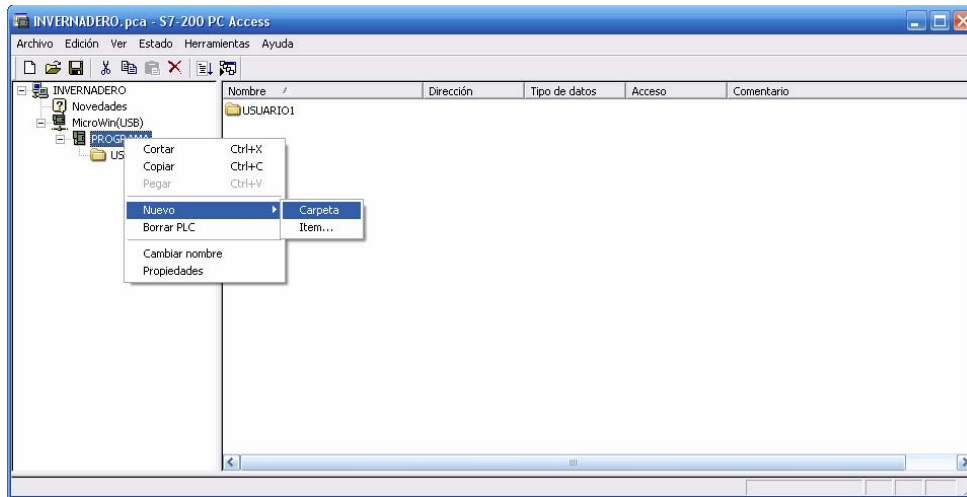 INVERNADERO.pca - S7-200 PC Access
Archivo Edición Ver Estado Herramientas Ayuda
INVERNADERO
Novedades
MicroWin(USB)
PROGRAMA
US
Nombre Dirección Tipo de datos Acceso Comentario
USUARIO1
Cortar Ctrl+X
Copiar Ctrl+C
Pegar Ctrl+V
Nuevo
Borrar PLC
Cambiar nombre
Propiedades
Carpeta
Item...